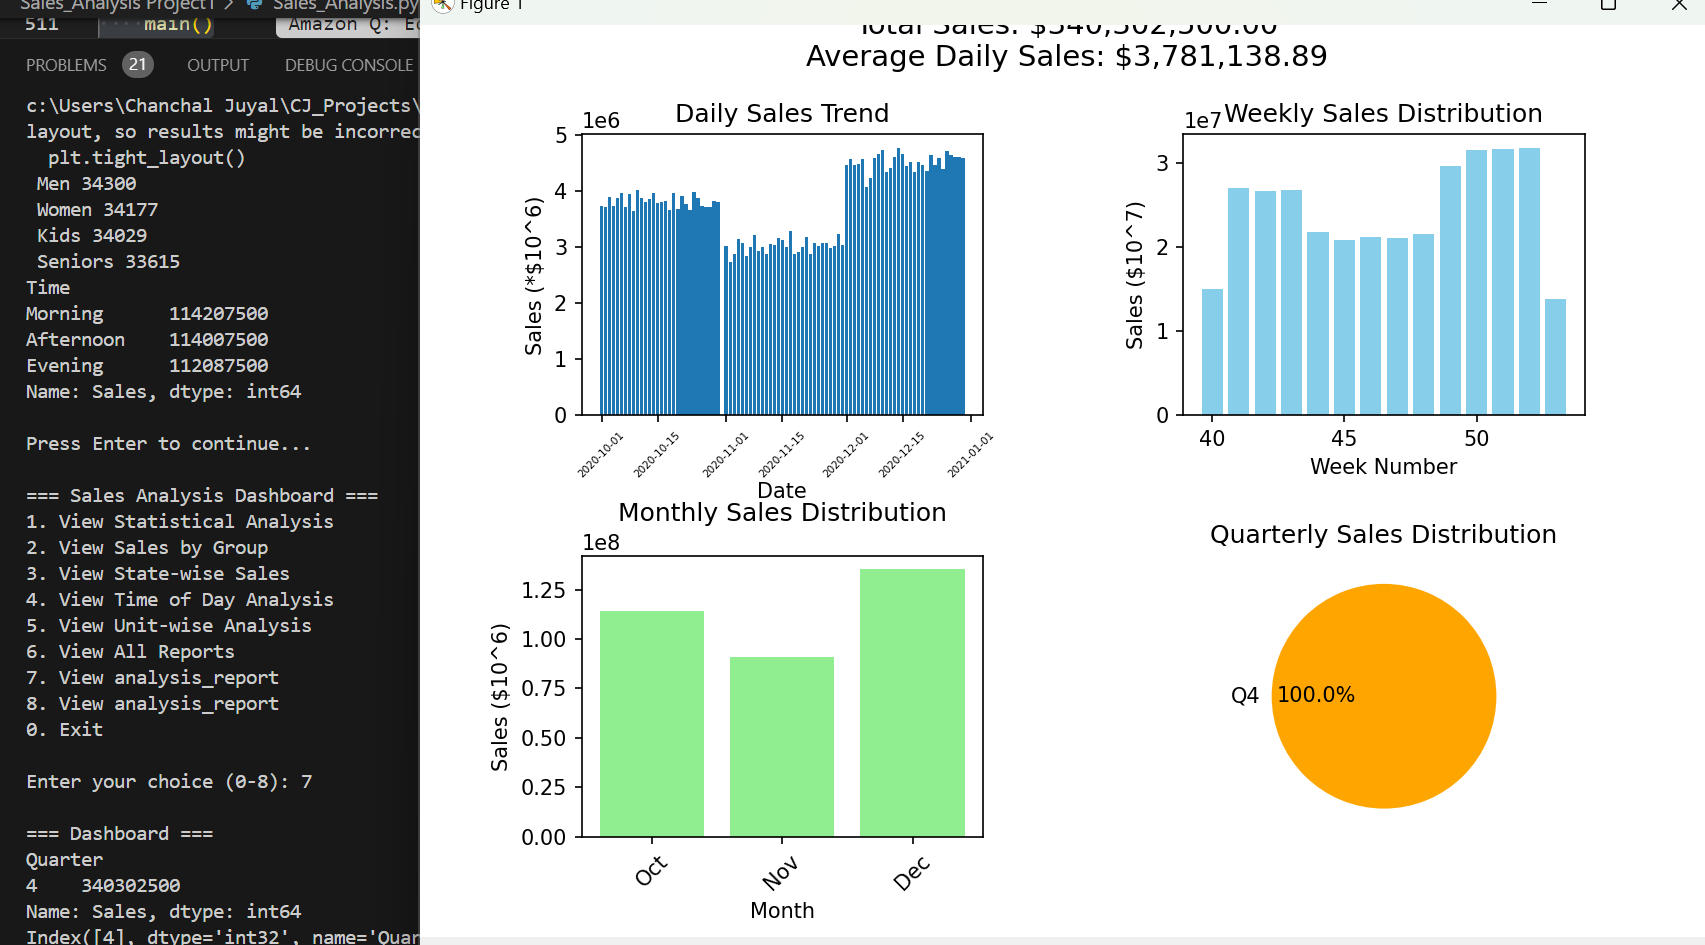 Sales_Analysis Project1 > Sales_Analysis.py
511 main() Amazon Q: Ed
PROBLEMS 21 OUTPUT DEBUG CONSOLE
c:\Users\Chanchal Juyal\CJ_Projects\
layout, so results might be incorrec
plt.tight_layout()
Men 34300
Women 34177
Kids 34029
Seniors 33615
Time
Morning 114207500
Afternoon 114007500
Evening 112087500
Name: Sales, dtype: int64
Press Enter to continue...
=== Sales Analysis Dashboard ===
1. View Statistical Analysis
2. View Sales by Group
3. View State-wise Sales
4. View Time of Day Analysis
5. View Unit-wise Analysis
6. View All Reports
7. View analysis_report
8. View analysis_report
0. Exit
Enter your choice (0-8): 7
=== Dashboard ===
Quarter
4 340302500
Name: Sales, dtype: int64
Index([4], dtype='int32', name='Quar
Figure 1
Total Sales: $340,302,500.00
Average Daily Sales: $3,781,138.89
Daily Sales Trend
1e6
5
4
3
2
1
0
Sales (*$10^6)
2020-10-01
2020-10-15
2020-11-01
2020-11-15
2020-12-01
2020-12-15
2021-01-01
Date
Weekly Sales Distribution
1e7
3
2
1
0
Sales ($10^7)
40 45 50
Week Number
Monthly Sales Distribution
1e8
1.25
1.00
0.75
0.50
0.25
0.00
Sales ($10^6)
Oct
Nov
Dec
Month
Quarterly Sales Distribution
Q4 100.0%